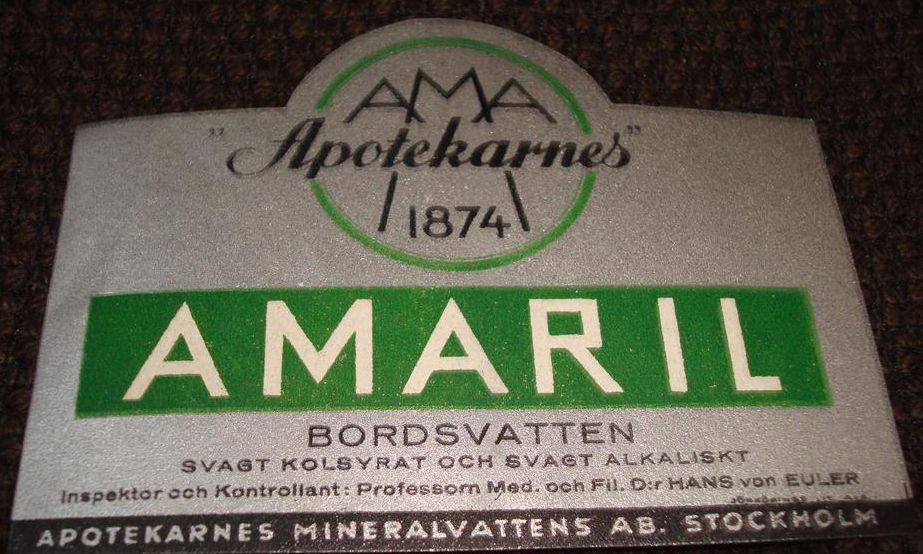 AMA
"Apotekarnes"
1874
AMARIL
BORDSVATTEN
SVAGT KOLSYRAT OCH SVAGT ALKALISKT
Inspektor och Kontrollant: Professorn Med. och Fil. D:r HANS von EULER
APOTEKARNES MINERALVATTENS AB. STOCKHOLM